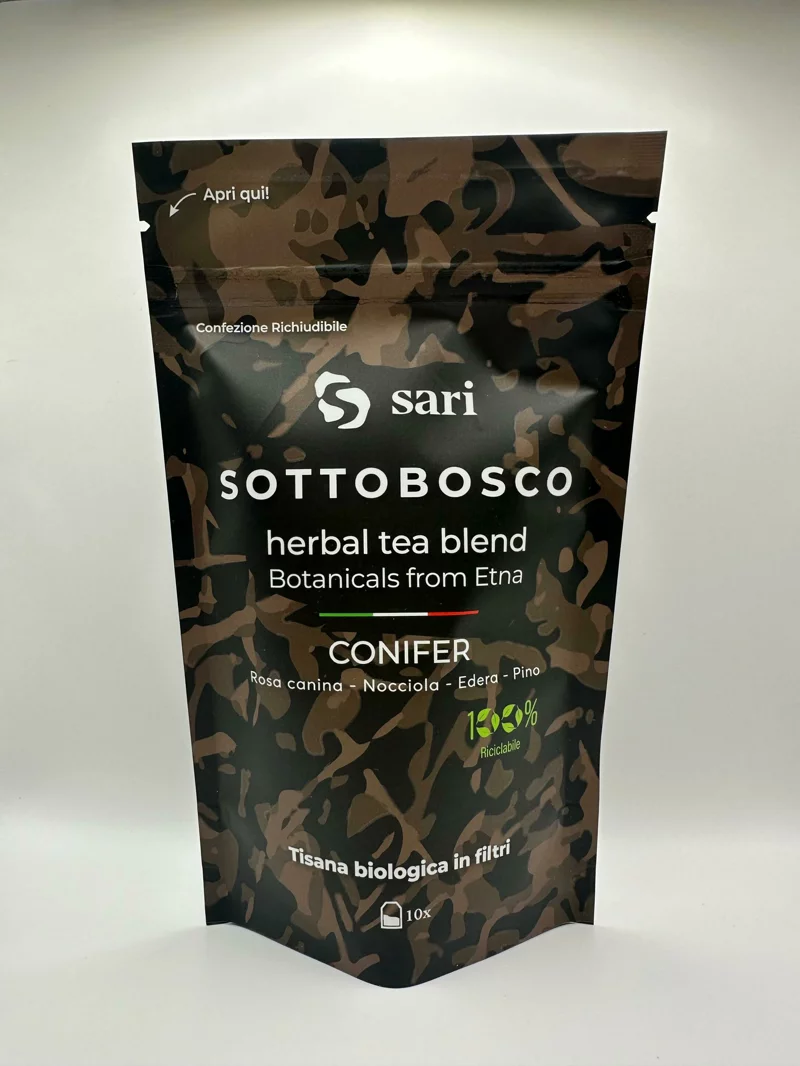 Apri qui!
Confezione Richiudibile
sari
SOTTOBOSCO
herbal tea blend
Botanicals from Etna
CONIFER
Rosa canina - Nocciola - Edera - Pino
100%
Riciclabile
Tisana biologica in filtri
10x